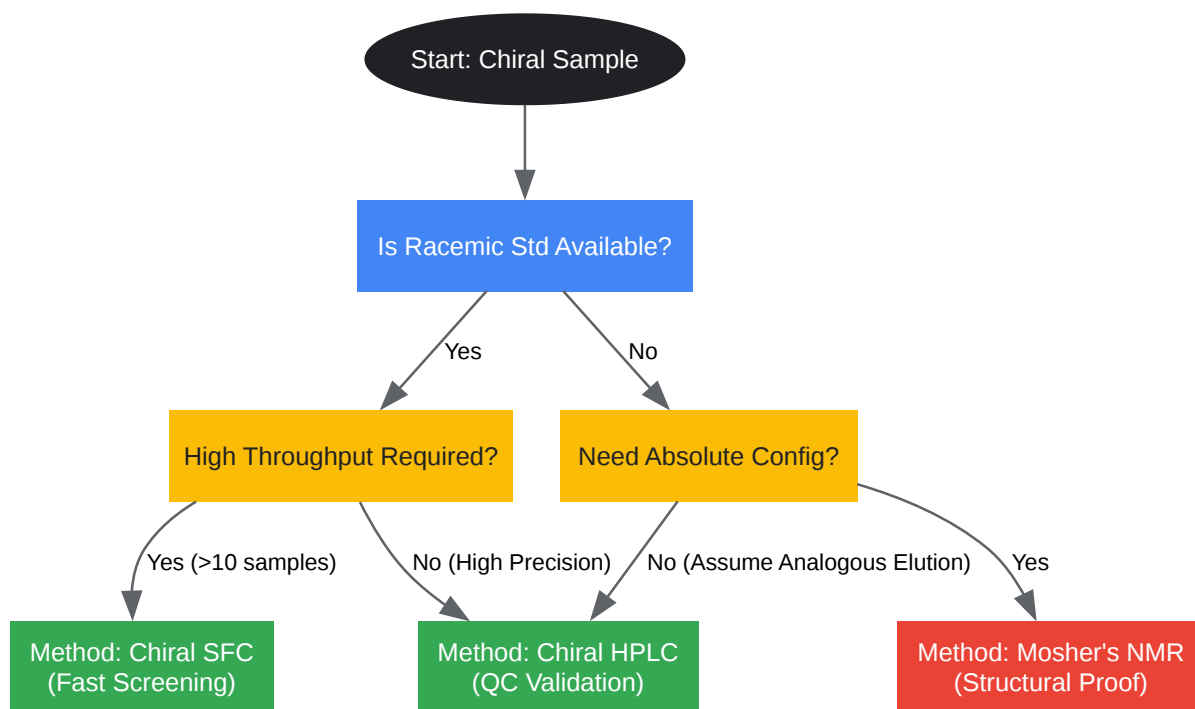 Start: Chiral Sample
Is Racemic Std Available?
Yes
No
High Throughput Required?
Need Absolute Config?
Yes (>10 samples)
No (High Precision)
No (Assume Analogous Elution)
Yes
Method: Chiral SFC
(Fast Screening)
Method: Chiral HPLC
(QC Validation)
Method: Mosher's NMR
(Structural Proof)